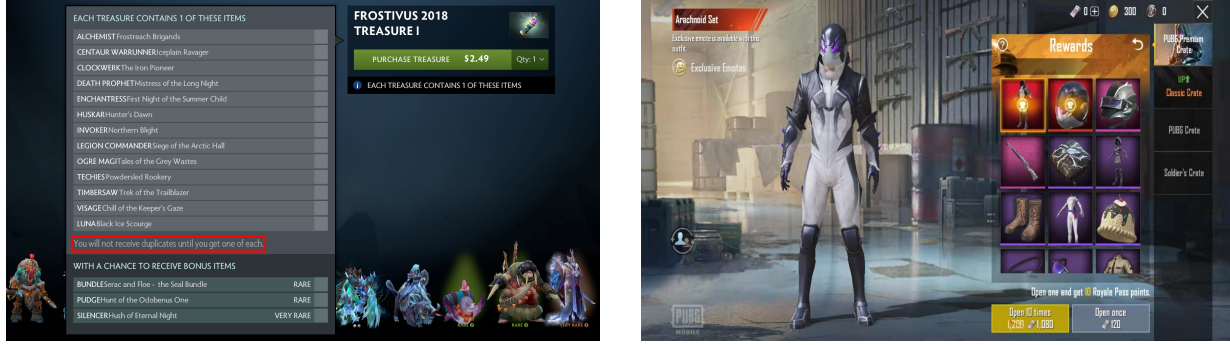 EACH TREASURE CONTAINS 1 OF THESE ITEMS
ALCHEMIST Frostreach Brigands
CENTAUR WARRUNNER Iceplain Ravager
CLOCKWERK The Iron Pioneer
DEATH PROPHET Mistress of the Long Night
ENCHANTRESS First Night of the Summer Child
HUSKAR Hunter's Dawn
INVOKER Northern Blight
LEGION COMMANDER Siege of the Arctic Hall
OGRE MAGI Tales of the Grey Wastes
TECHIES Powdersled Rookery
TIMBERSAW Trek of the Trailblazer
VISAGE Chill of the Keeper's Gaze
LUNA Black Ice Scourge
You will not receive duplicates until you get one of each.
WITH A CHANCE TO RECEIVE BONUS ITEMS
BUNDLE Serac and Floe - the Seal Bundle RARE
PUDGE Hunt of the Odobenus One RARE
SILENCER Hush of Eternal Night VERY RARE
FROSTIVUS 2018
TREASURE I
PURCHASE TREASURE $2.49 Qty: 1
EACH TREASURE CONTAINS 1 OF THESE ITEMS
RARE
RARE
VERY RARE
Arachnoid Set
Exclusive emote is available with this
outfit.
Exclusive Emotes
0 300 0
Rewards
PUBG Premium
Crate
UP
Classic Crate
PUBG Crate
Soldier's Crate
Open one and get 10 Royale Pass points.
Open 10 times
1,200 1,080
Open once
120
PUBG
MOBILE